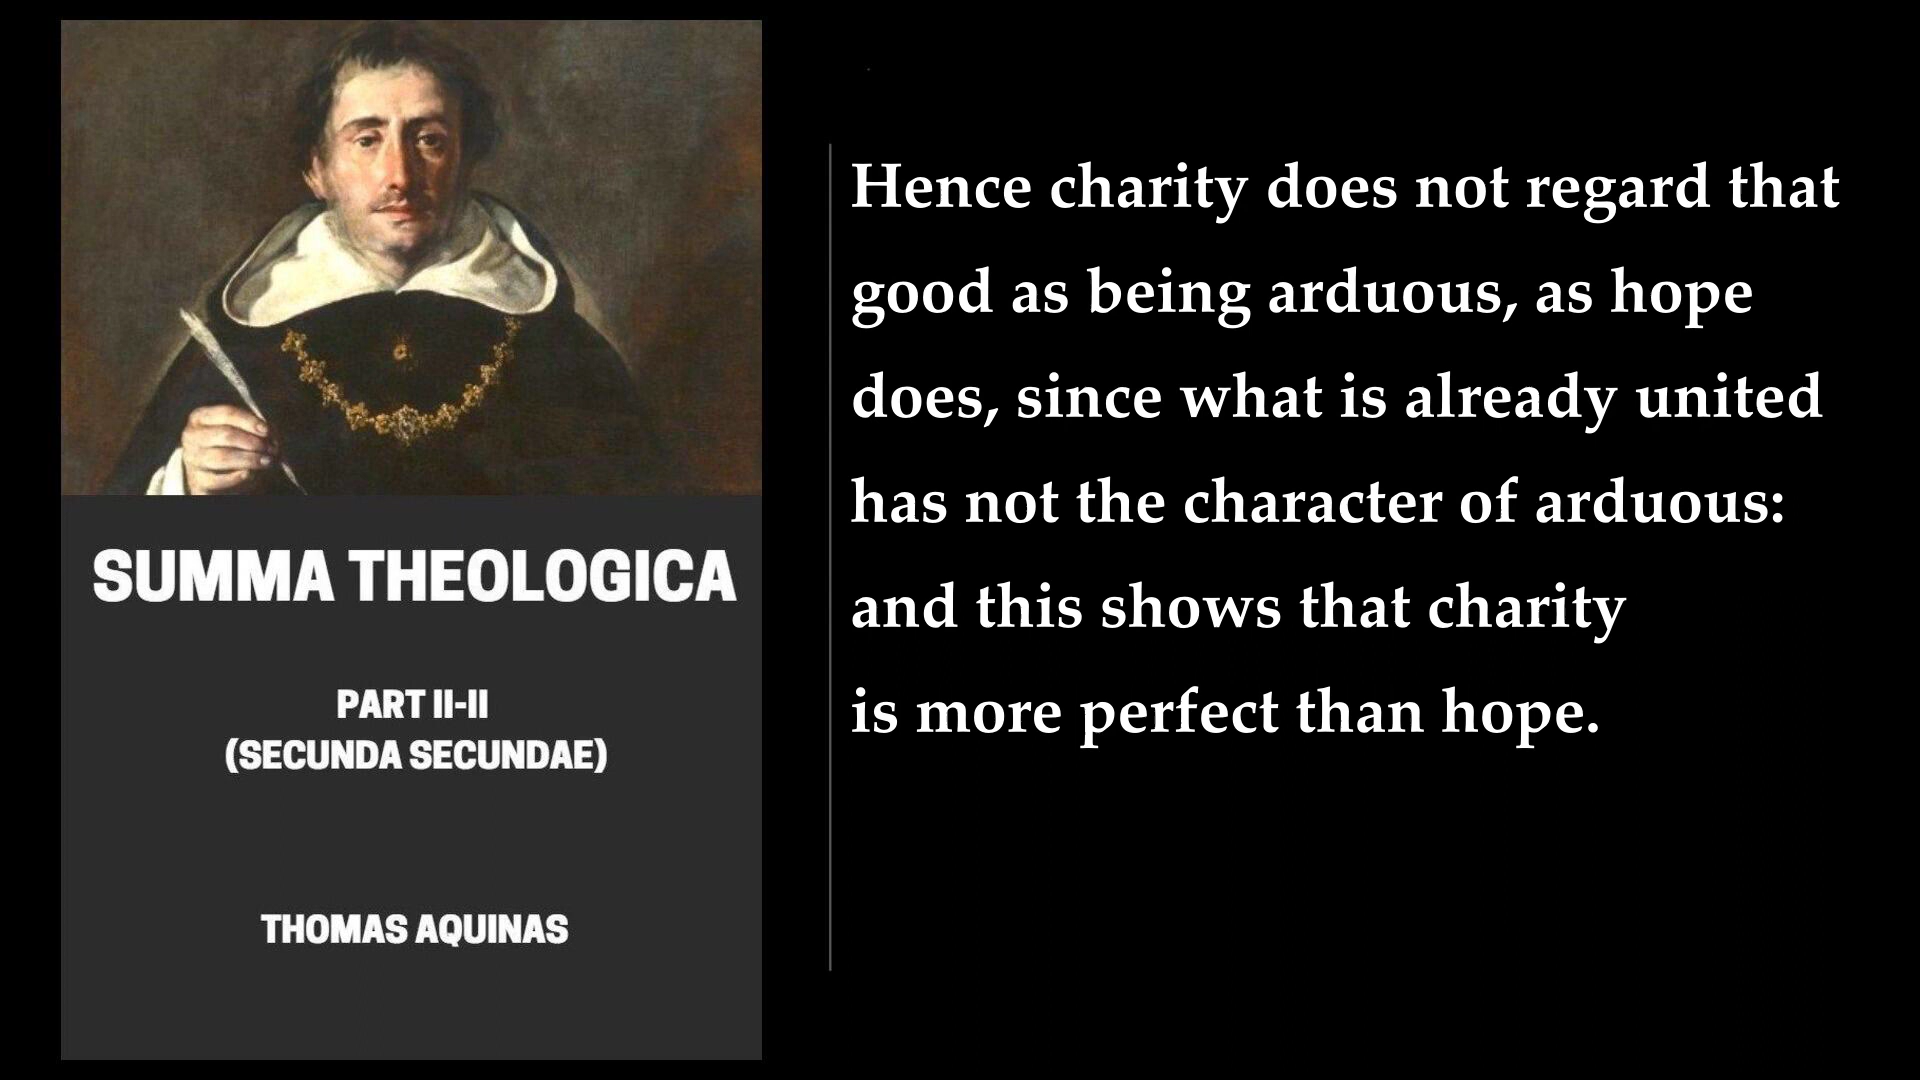 SUMMA THEOLOGICA
PART II-II
(SECUNDA SECUNDAE)
THOMAS AQUINAS
Hence charity does not regard that
good as being arduous, as hope
does, since what is already united
has not the character of arduous:
and this shows that charity
is more perfect than hope.